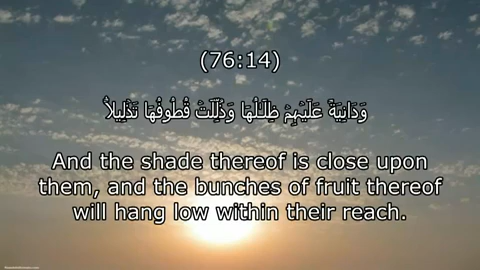 (76:14)
وَدَانِيَةً عَلَيْهِمْ ظِلَـٰلُهَا وَذُلِّلَتْ قُطُوفُهَا تَذْلِيلاً
And the shade thereof is close upon
them, and the bunches of fruit thereof
will hang low within their reach.